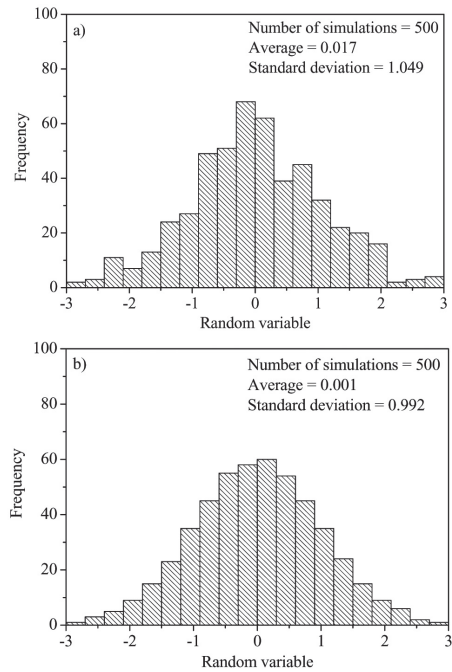 a)
Number of simulations = 500
Average = 0.017
Standard deviation = 1.049
100
80
60
40
20
0
Frequency
-3 -2 -1 0 1 2 3
Random variable
b)
Number of simulations = 500
Average = 0.001
Standard deviation = 0.992
100
80
60
40
20
0
Frequency
-3 -2 -1 0 1 2 3
Random variable